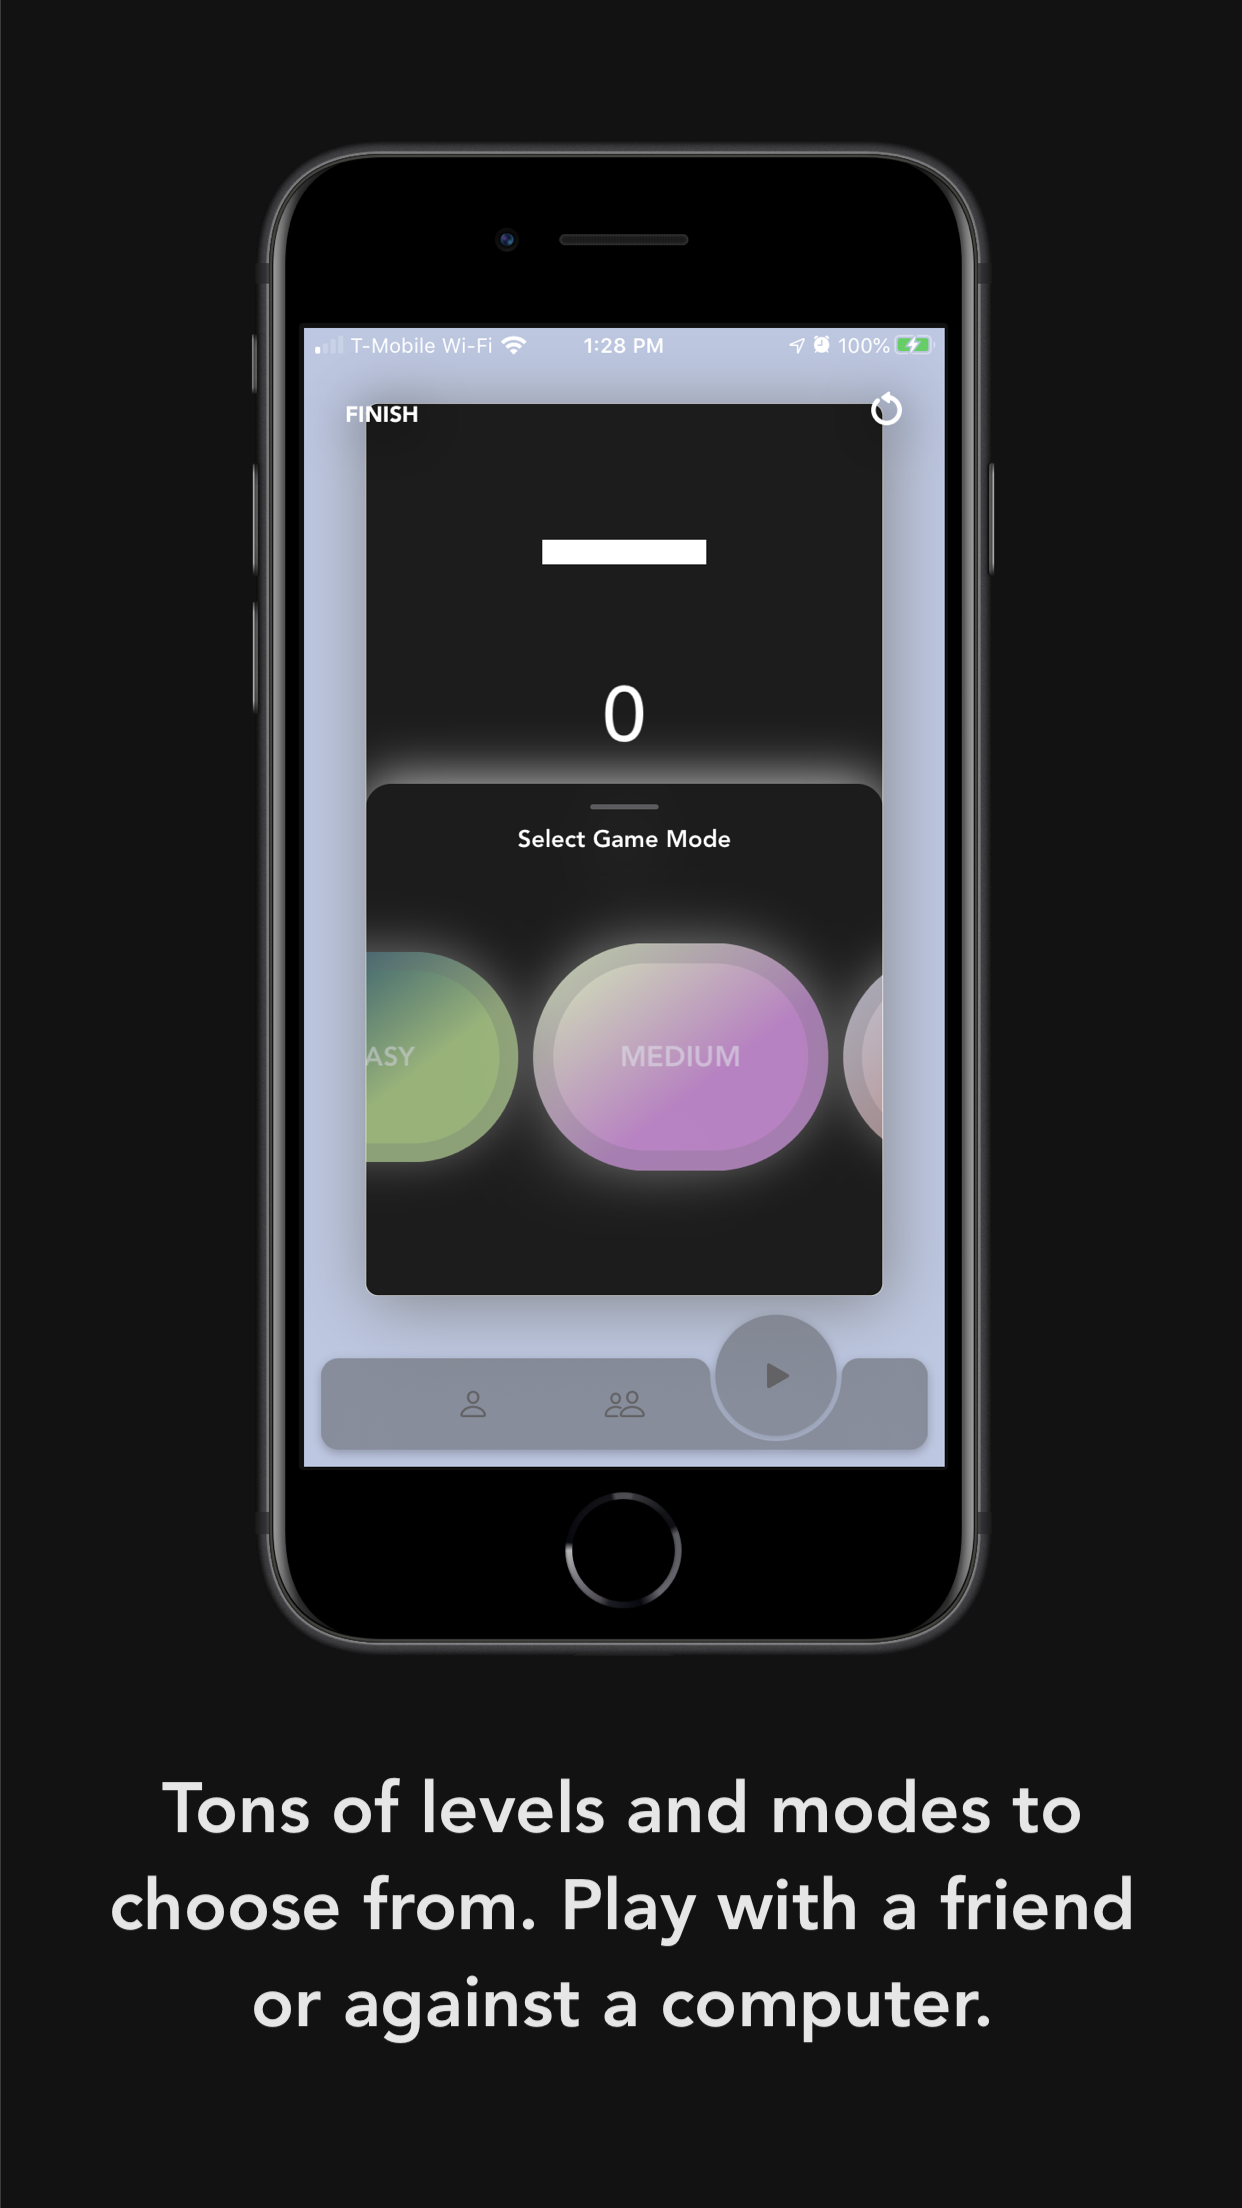 T-Mobile Wi-Fi 1:28 PM 100%
FINISH
0
Select Game Mode
ASY MEDIUM
Tons of levels and modes to
choose from. Play with a friend
or against a computer.